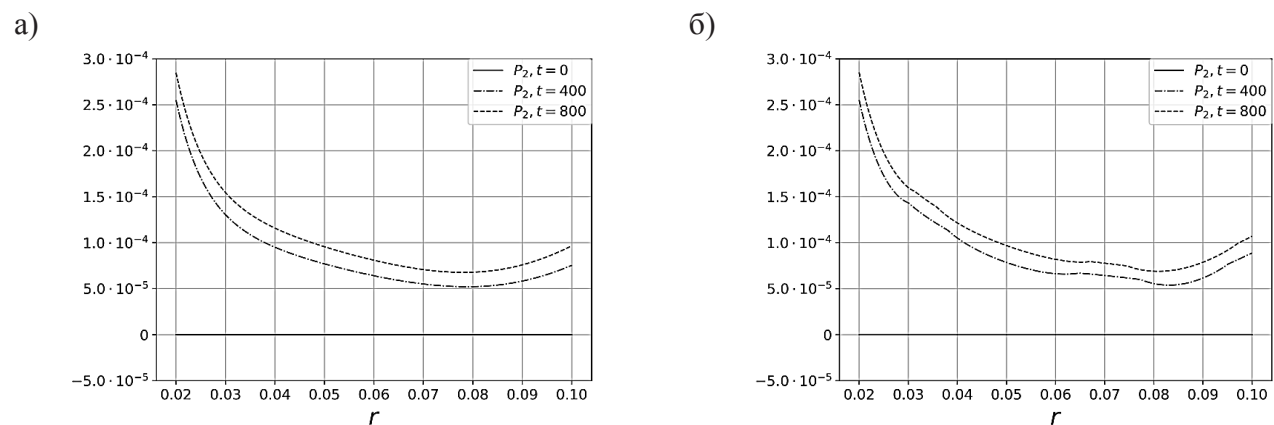 а)
3.0·10⁻⁴
2.5·10⁻⁴
2.0·10⁻⁴
1.5·10⁻⁴
1.0·10⁻⁴
5.0·10⁻⁵
0
−5.0·10⁻⁵
P₂, t = 0
P₂, t = 400
P₂, t = 800
0.02 0.03 0.04 0.05 0.06 0.07 0.08 0.09 0.10
r
б)
3.0·10⁻⁴
2.5·10⁻⁴
2.0·10⁻⁴
1.5·10⁻⁴
1.0·10⁻⁴
5.0·10⁻⁵
0
−5.0·10⁻⁵
P₂, t = 0
P₂, t = 400
P₂, t = 800
0.02 0.03 0.04 0.05 0.06 0.07 0.08 0.09 0.10
r